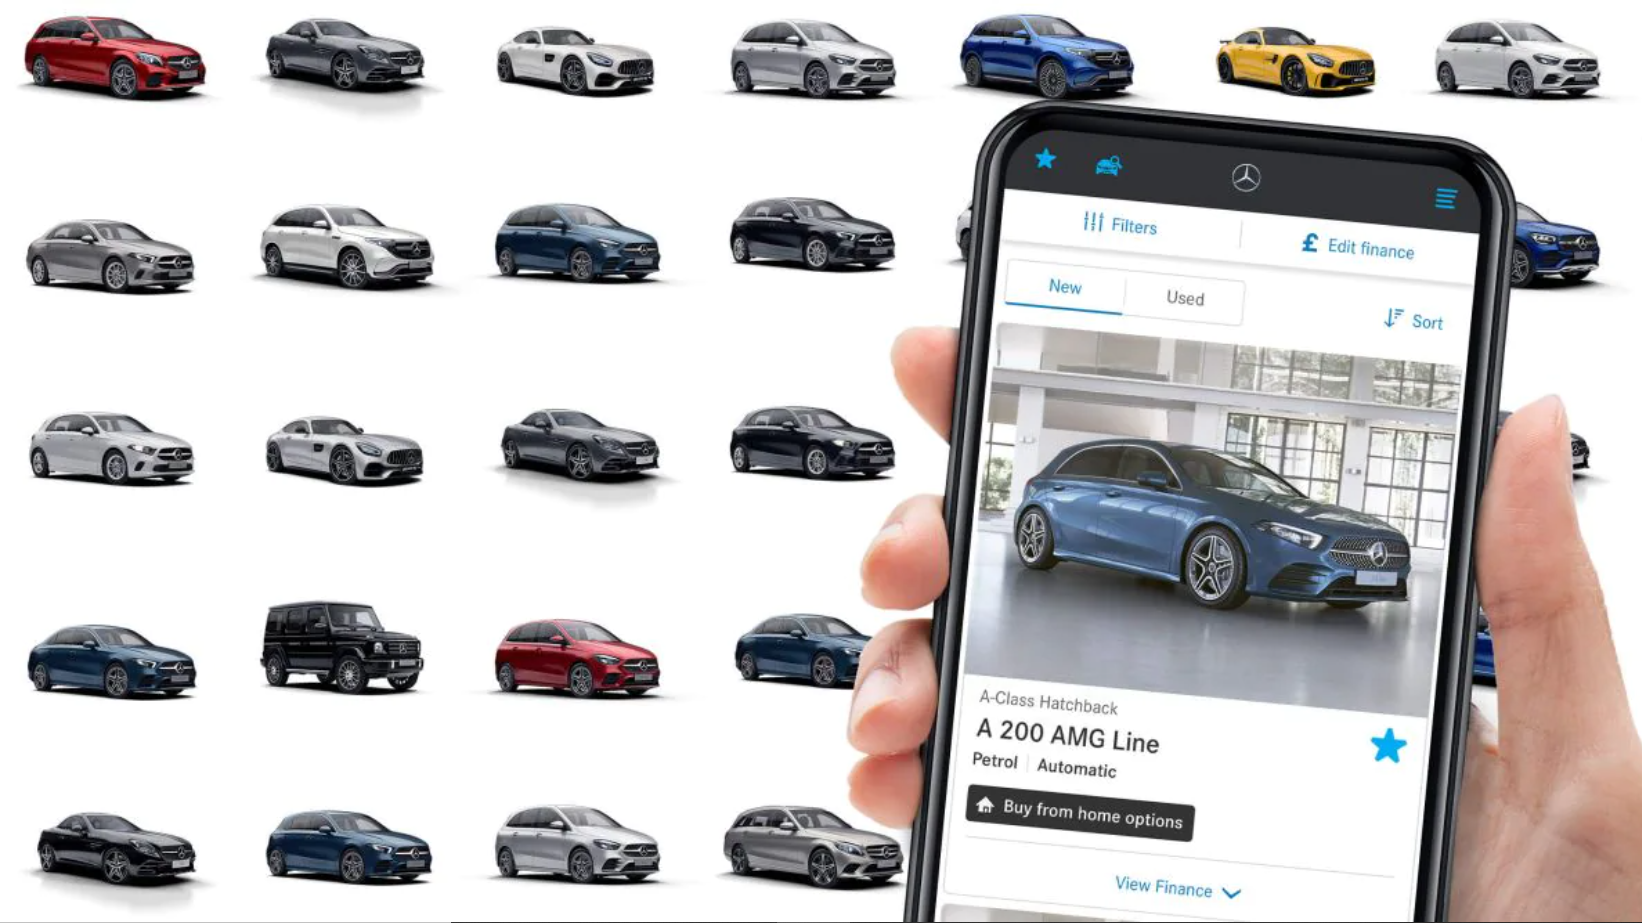 Filters
£ Edit finance
New
Used
Sort
A-Class Hatchback
A 200 AMG Line
Petrol | Automatic
Buy from home options
View Finance